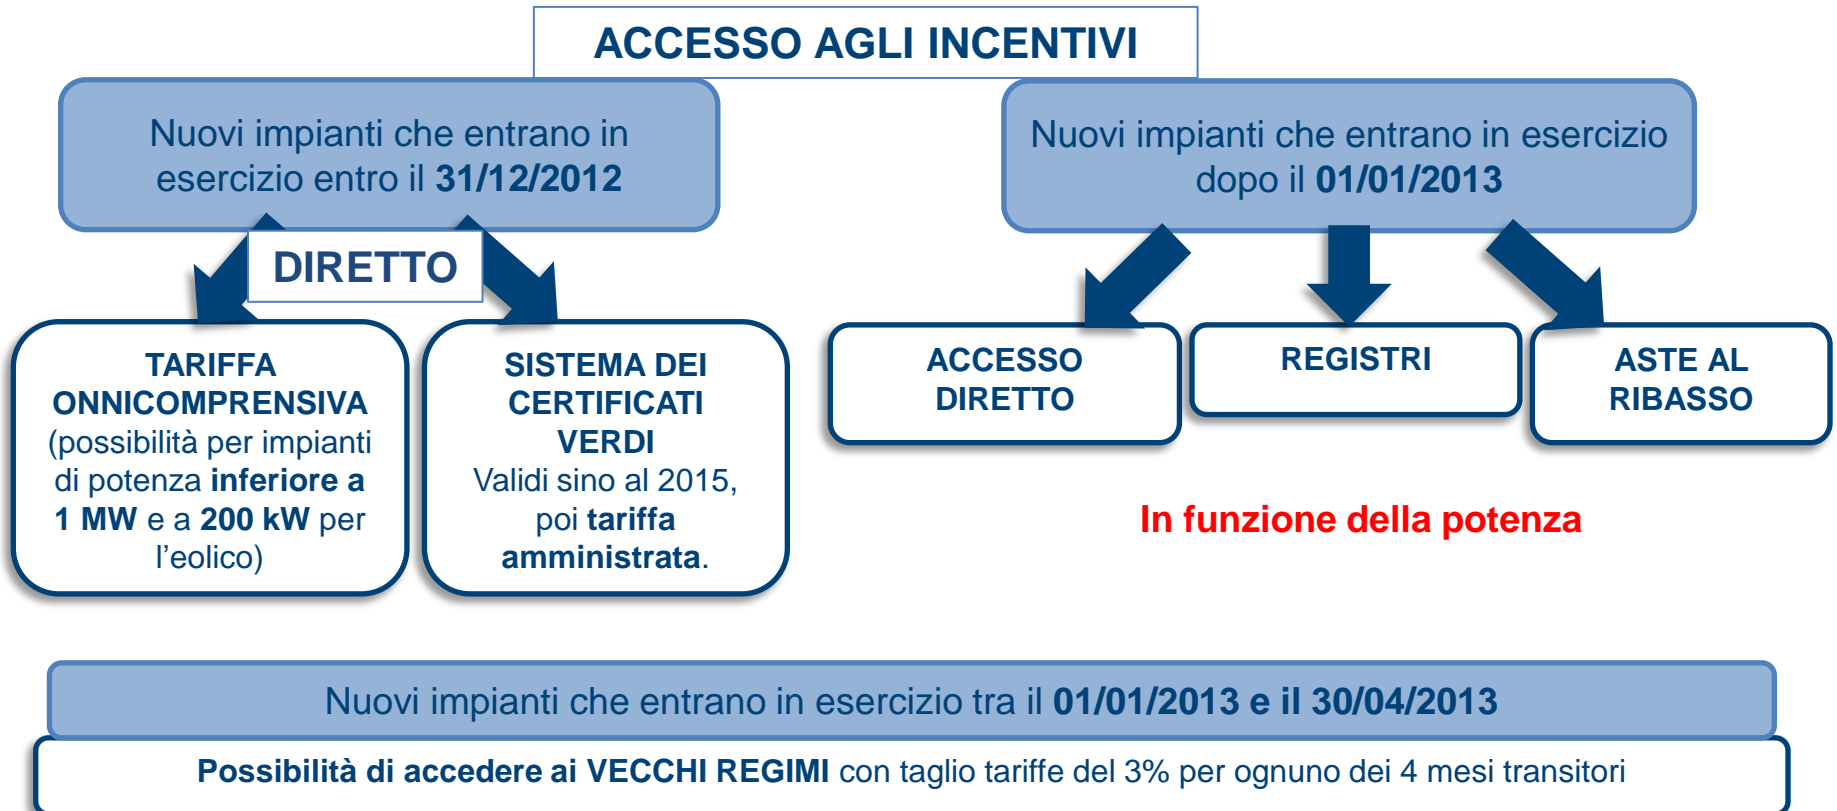 ACCESSO AGLI INCENTIVI
Nuovi impianti che entrano in
esercizio entro il 31/12/2012
DIRETTO
TARIFFA
ONNICOMPRENSIVA
(possibilità per impianti
di potenza inferiore a
1 MW e a 200 kW per
l'eolico)
SISTEMA DEI
CERTIFICATI
VERDI
Validi sino al 2015,
poi tariffa
amministrata.
Nuovi impianti che entrano in esercizio
dopo il 01/01/2013
ACCESSO
DIRETTO
REGISTRI
ASTE AL
RIBASSO
In funzione della potenza
Nuovi impianti che entrano in esercizio tra il 01/01/2013 e il 30/04/2013
Possibilità di accedere ai VECCHI REGIMI con taglio tariffe del 3% per ognuno dei 4 mesi transitori